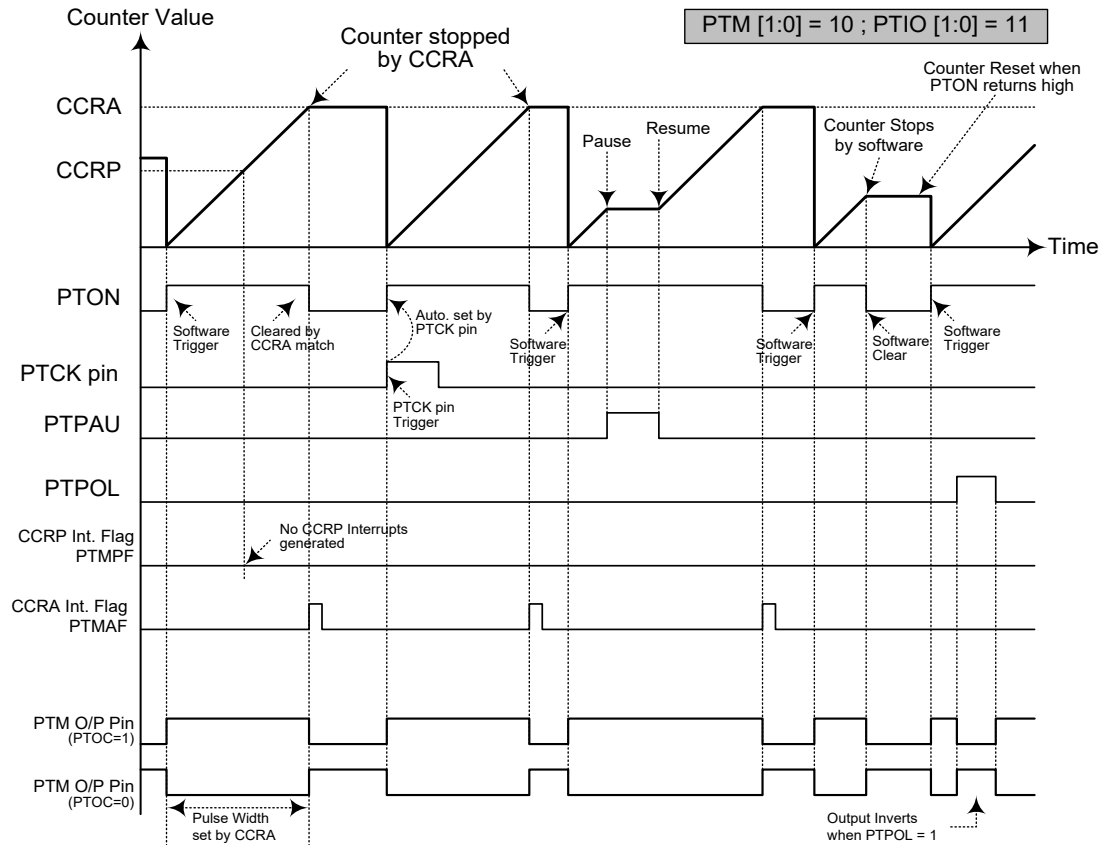 Counter Value
PTM [1:0] = 10 ; PTIO [1:0] = 11
Counter stopped
by CCRA
Counter Reset when
PTON returns high
CCRA
Pause
Resume
Counter Stops
by software
CCRP
Time
PTON
Software
Trigger
Cleared by
CCRA match
Auto. set by
PTCK pin
Software
Trigger
Software
Trigger
Software
Clear
Software
Trigger
PTCK pin
PTCK pin
Trigger
PTPAU
PTPOL
CCRP Int. Flag
PTMPF
No CCRP Interrupts
generated
CCRA Int. Flag
PTMAF
PTM O/P Pin
(PTOC=1)
PTM O/P Pin
(PTOC=0)
Pulse Width
set by CCRA
Output Inverts
when PTPOL = 1